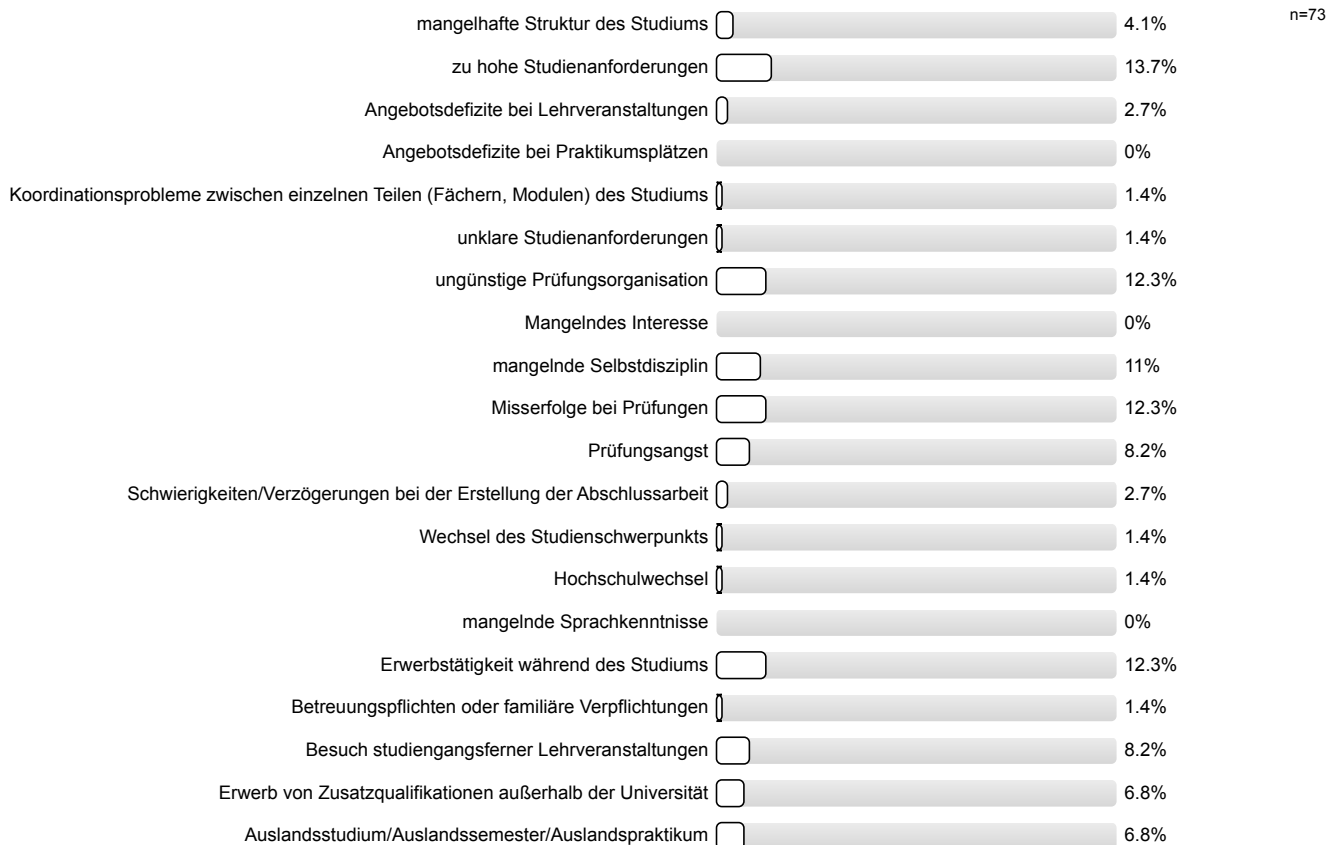 mangelhafte Struktur des Studiums 4.1% n=73
zu hohe Studienanforderungen 13.7%
Angebotsdefizite bei Lehrveranstaltungen 2.7%
Angebotsdefizite bei Praktikumsplätzen 0%
Koordinationsprobleme zwischen einzelnen Teilen (Fächern, Modulen) des Studiums 1.4%
unklare Studienanforderungen 1.4%
ungünstige Prüfungsorganisation 12.3%
Mangelndes Interesse 0%
mangelnde Selbstdisziplin 11%
Misserfolge bei Prüfungen 12.3%
Prüfungsangst 8.2%
Schwierigkeiten/Verzögerungen bei der Erstellung der Abschlussarbeit 2.7%
Wechsel des Studienschwerpunkts 1.4%
Hochschulwechsel 1.4%
mangelnde Sprachkenntnisse 0%
Erwerbstätigkeit während des Studiums 12.3%
Betreuungspflichten oder familiäre Verpflichtungen 1.4%
Besuch studiengangsferner Lehrveranstaltungen 8.2%
Erwerb von Zusatzqualifikationen außerhalb der Universität 6.8%
Auslandsstudium/Auslandssemester/Auslandspraktikum 6.8%